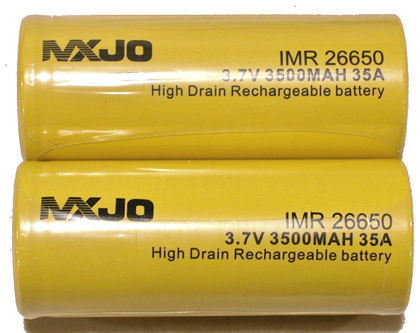 MXJO
IMR 26650
3.7V 3500MAH 35A
High Drain Rechargeable battery
MXJO
IMR 26650
3.7V 3500MAH 35A
High Drain Rechargeable battery